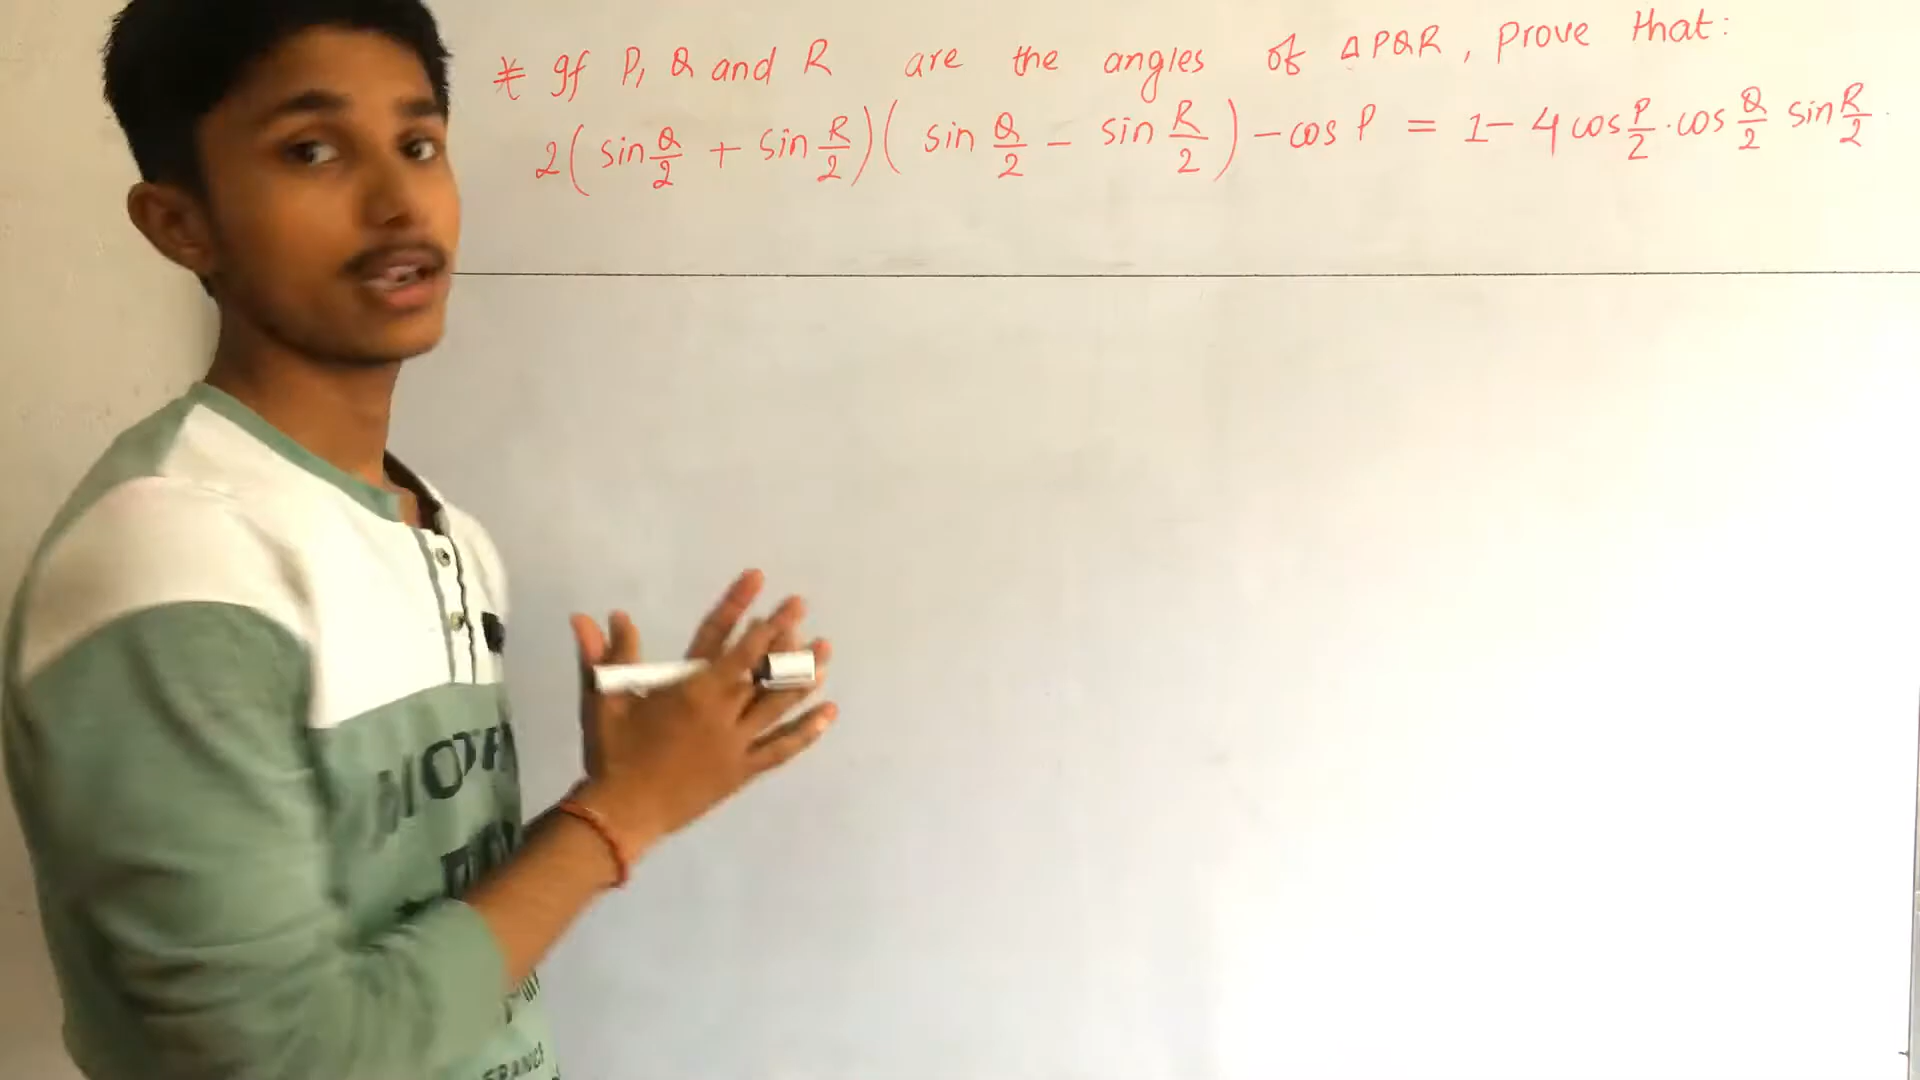 * If P, Q and R are the angles of ΔPQR, prove that:
2(sin Q/2 + sin R/2)(sin Q/2 - sin R/2) - cos P = 1 - 4 cos P/2 . cos Q/2 sin R/2 .